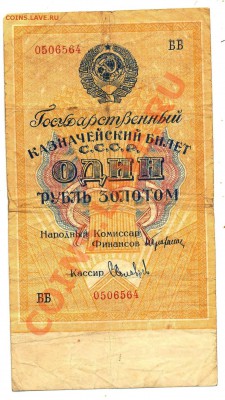 COINS.LAVE.RU
0506564 ВВ
Государственный
КАЗНАЧЕЙСКИЙ БИЛЕТ
С.С.С.Р.
ОДИН
РУБЛЬ ЗОЛОТОМ
Народный Комиссар
Финансов
Кассир
ВВ 0506564